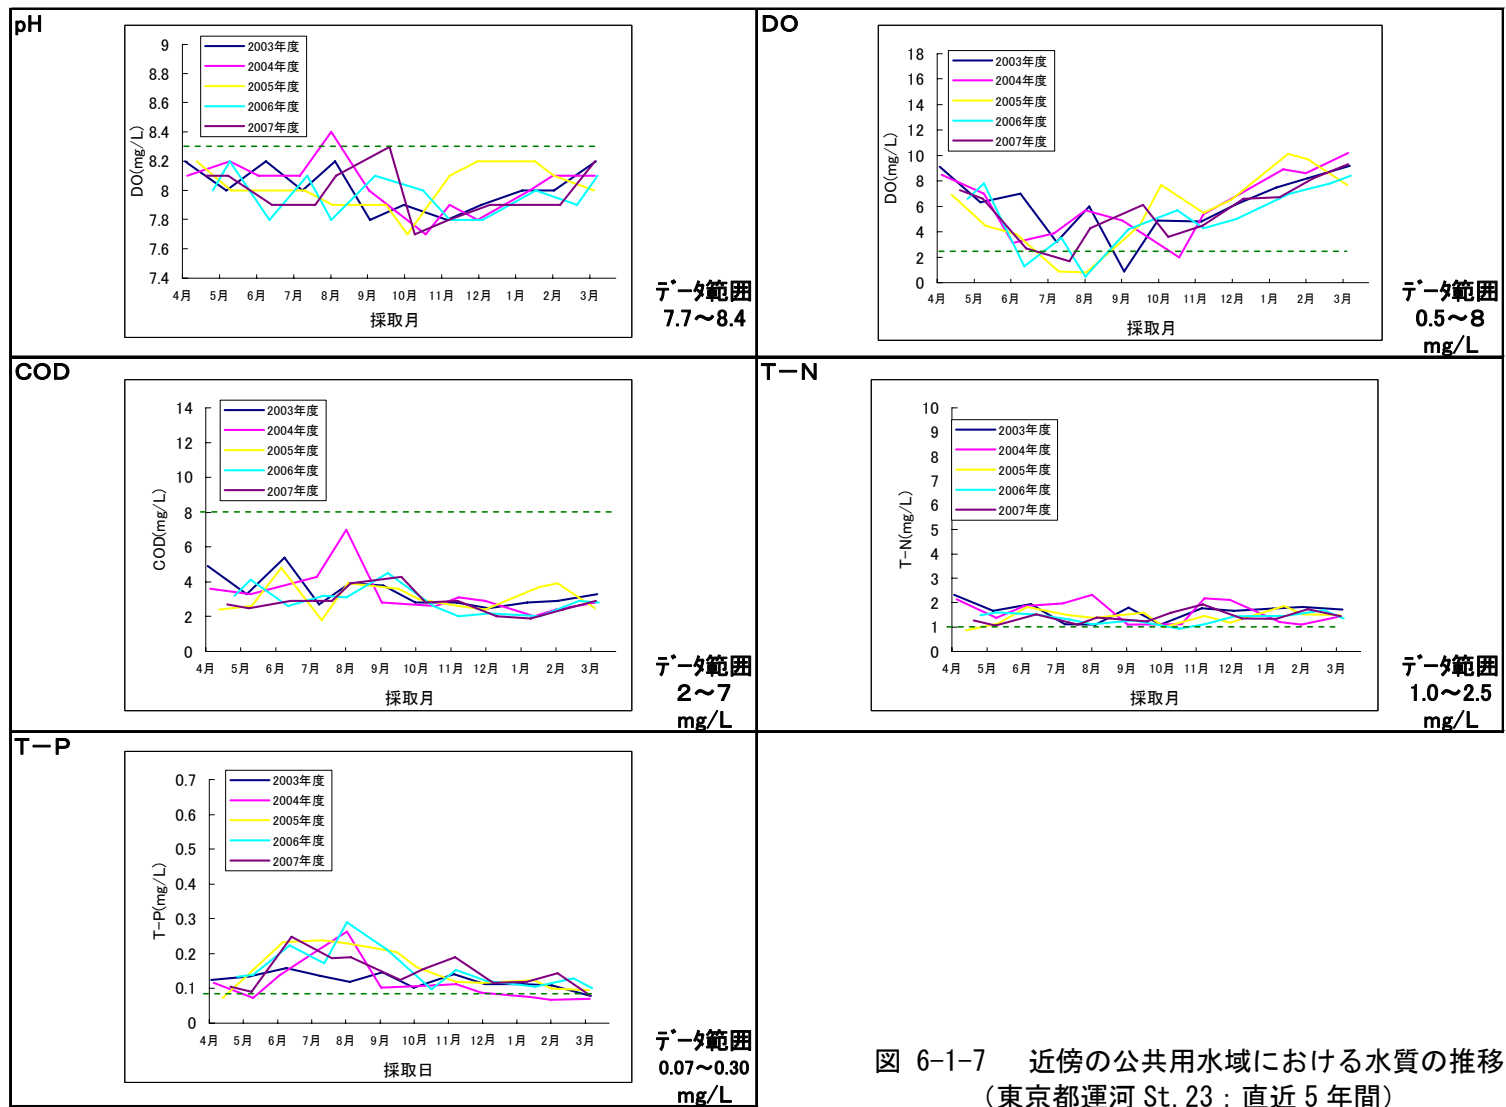 pH
9
8.8
8.6
8.4
8.2
8
7.8
7.6
7.4
DO(mg/L)
2003年度
2004年度
2005年度
2006年度
2007年度
4月 5月 6月 7月 8月 9月 10月 11月 12月 1月 2月 3月
採取月
データ範囲
7.7～8.4
DO
18
16
14
12
10
8
6
4
2
0
DO(mg/L)
2003年度
2004年度
2005年度
2006年度
2007年度
4月 5月 6月 7月 8月 9月 10月 11月 12月 1月 2月 3月
採取月
データ範囲
0.5～8
mg/L
COD
14
12
10
8
6
4
2
0
COD(mg/L)
2003年度
2004年度
2005年度
2006年度
2007年度
4月 5月 6月 7月 8月 9月 10月 11月 12月 1月 2月 3月
採取月
データ範囲
2～7
mg/L
T－N
10
9
8
7
6
5
4
3
2
1
0
T-N(mg/L)
2003年度
2004年度
2005年度
2006年度
2007年度
4月 5月 6月 7月 8月 9月 10月 11月 12月 1月 2月 3月
採取月
データ範囲
1.0～2.5
mg/L
T－P
0.7
0.6
0.5
0.4
0.3
0.2
0.1
0
T-P(mg/L)
2003年度
2004年度
2005年度
2006年度
2007年度
4月 5月 6月 7月 8月 9月 10月 11月 12月 1月 2月 3月
採取日
データ範囲
0.07～0.30
mg/L
図 6-1-7 近傍の公共用水域における水質の推移
（東京都運河 St.23：直近 5 年間）